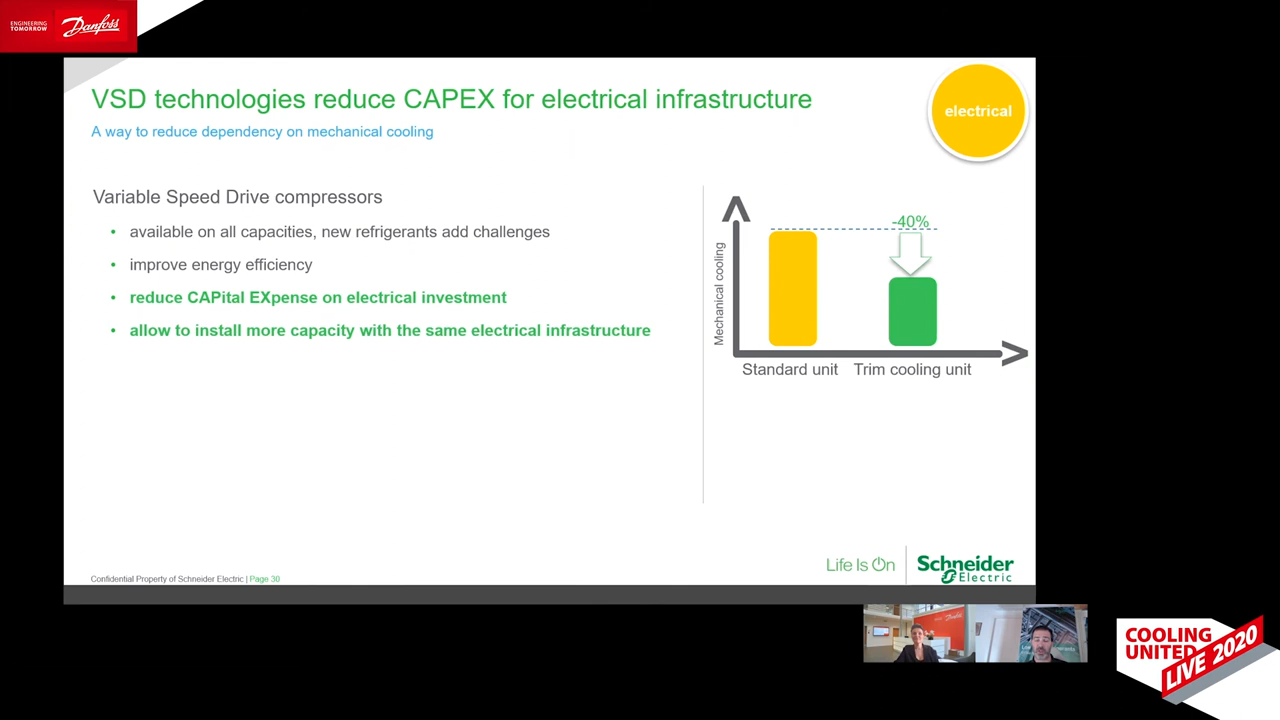 ENGINEERING
TOMORROW
Danfoss
VSD technologies reduce CAPEX for electrical infrastructure
A way to reduce dependency on mechanical cooling
electrical
Variable Speed Drive compressors
• available on all capacities, new refrigerants add challenges
• improve energy efficiency
• reduce CAPital EXpense on electrical investment
• allow to install more capacity with the same electrical infrastructure
-40%
Mechanical cooling
Standard unit
Trim cooling unit
Confidential Property of Schneider Electric | Page 30
Life Is On
Schneider
Electric
Danfoss
COOLING
UNITED
LIVE 2020